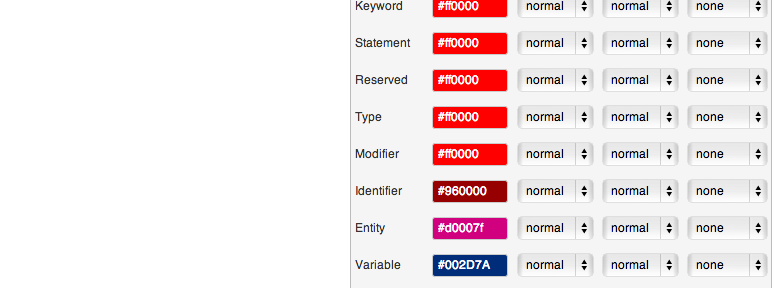 Keyword #ff0000 normal normal none
Statement #ff0000 normal normal none
Reserved #ff0000 normal normal none
Type #ff0000 normal normal none
Modifier #ff0000 normal normal none
Identifier #960000 normal normal none
Entity #d0007f normal normal none
Variable #002D7A normal normal none